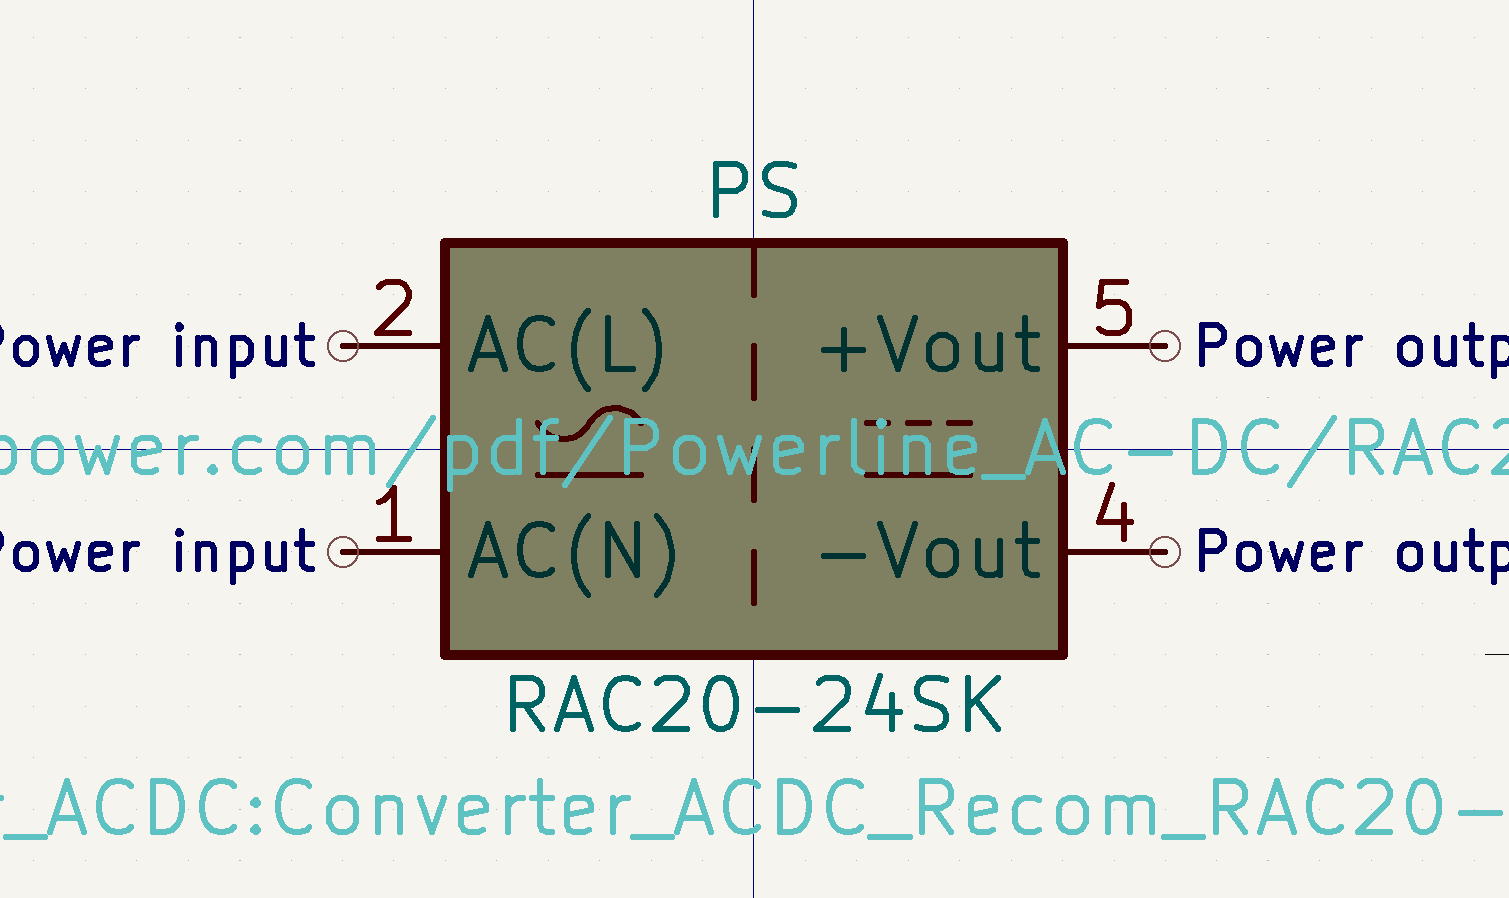 PS
2 5
Power input AC(L) +Vout Power outp
power.com/pdf/Powerline_AC-DC/RAC2
1 4
Power input AC(N) -Vout Power outp
RAC20-24SK
r_ACDC:Converter_ACDC_Recom_RAC20-